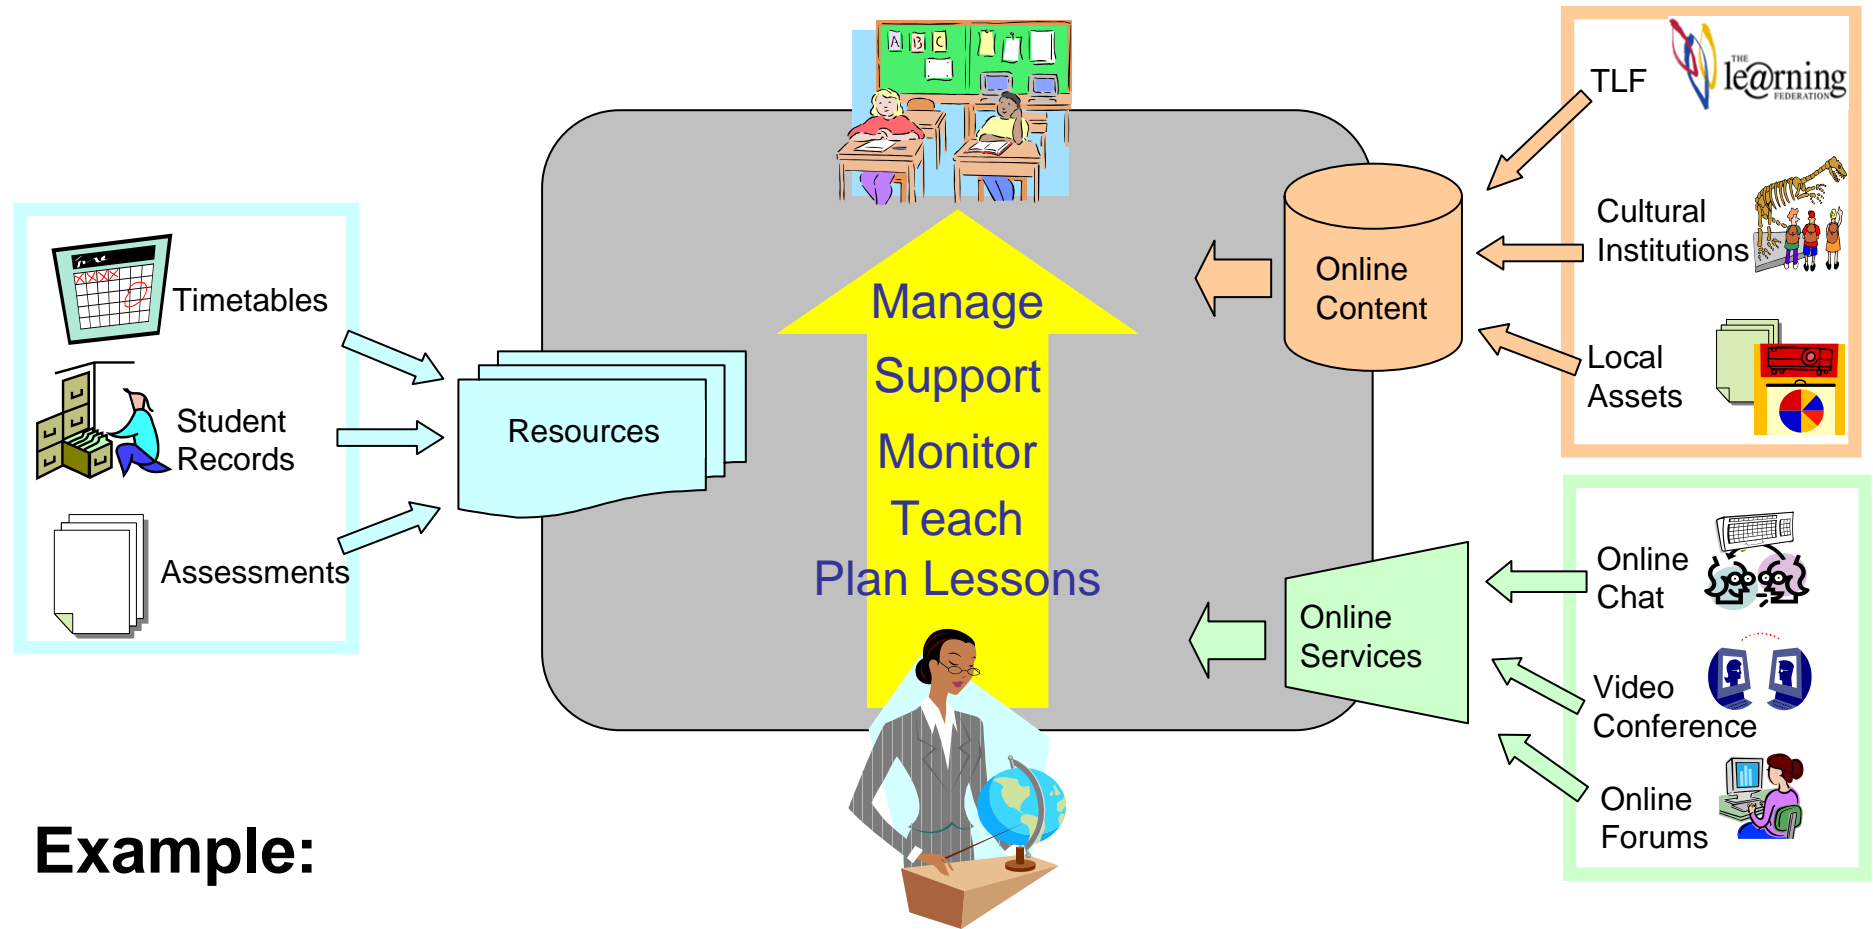 A B C
TLF
THE
le@rning
FEDERATION
Cultural
Institutions
Local
Assets
Timetables
Student
Records
Assessments
Resources
Manage
Support
Monitor
Teach
Plan Lessons
Online
Content
Online
Services
Online
Chat
Video
Conference
Online
Forums
Example: